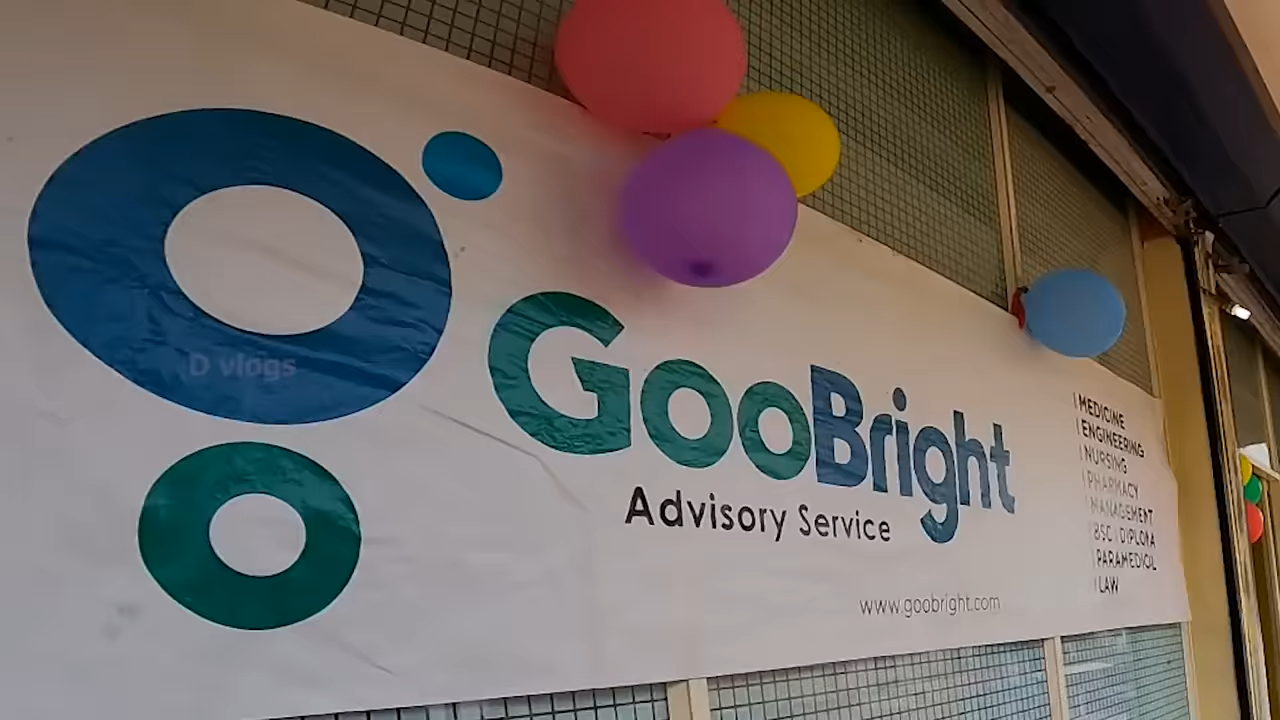 D vlogs
GooBright
Advisory Service
www.goobright.com
| MEDICINE
| ENGINEERING
| NURSING
| PHARMACY
| MANAGEMENT
| BSC | DIPLOMA
| PARAMEDICAL
| LAW